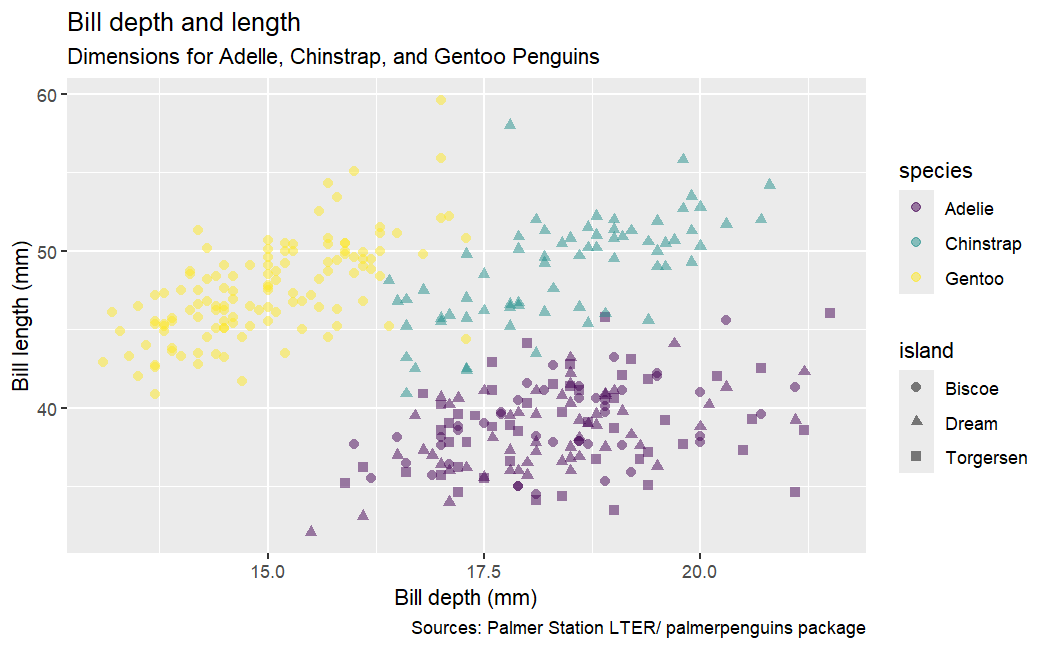 Bill depth and length
Dimensions for Adelle, Chinstrap, and Gentoo Penguins
60
50
40
Bill length (mm)
15.0
17.5
20.0
Bill depth (mm)
Sources: Palmer Station LTER/ palmerpenguins package
species
Adelie
Chinstrap
Gentoo
island
Biscoe
Dream
Torgersen